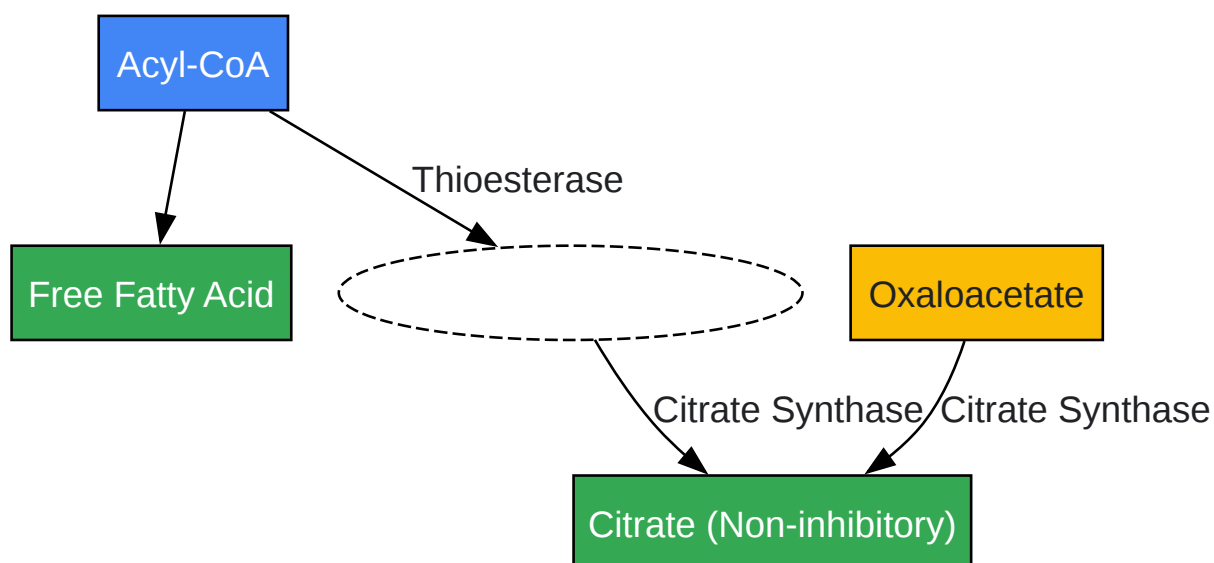 Acyl-CoA
Thioesterase
Free Fatty Acid
Oxaloacetate
Citrate Synthase
Citrate Synthase
Citrate (Non-inhibitory)